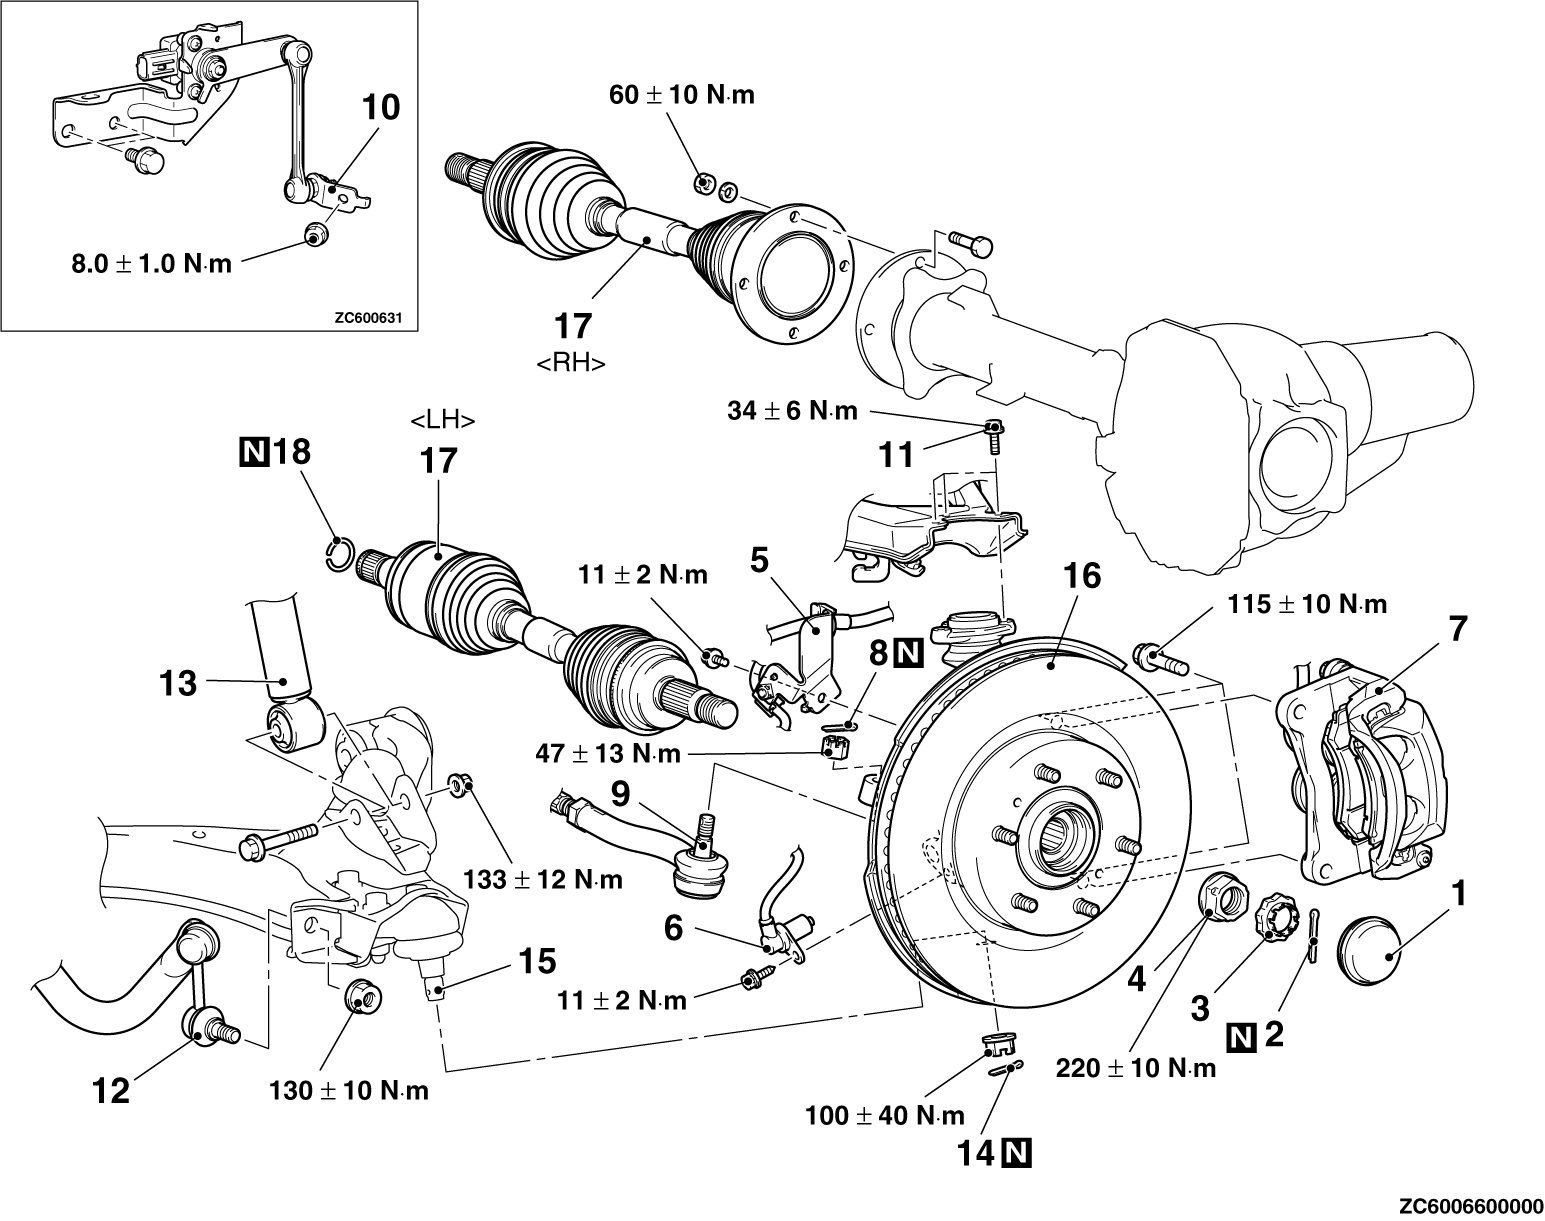 10
8.0 ± 1.0 N·m
ZC600631
60 ± 10 N·m
17
<RH>
34 ± 6 N·m
11
<LH>
17
N 18
11 ± 2 N·m
5
16
115 ± 10 N·m
7
8 N
13
47 ± 13 N·m
9
133 ± 12 N·m
6
15
11 ± 2 N·m
1
4
3
N 2
220 ± 10 N·m
12
130 ± 10 N·m
100 ± 40 N·m
14 N
ZC6006600000